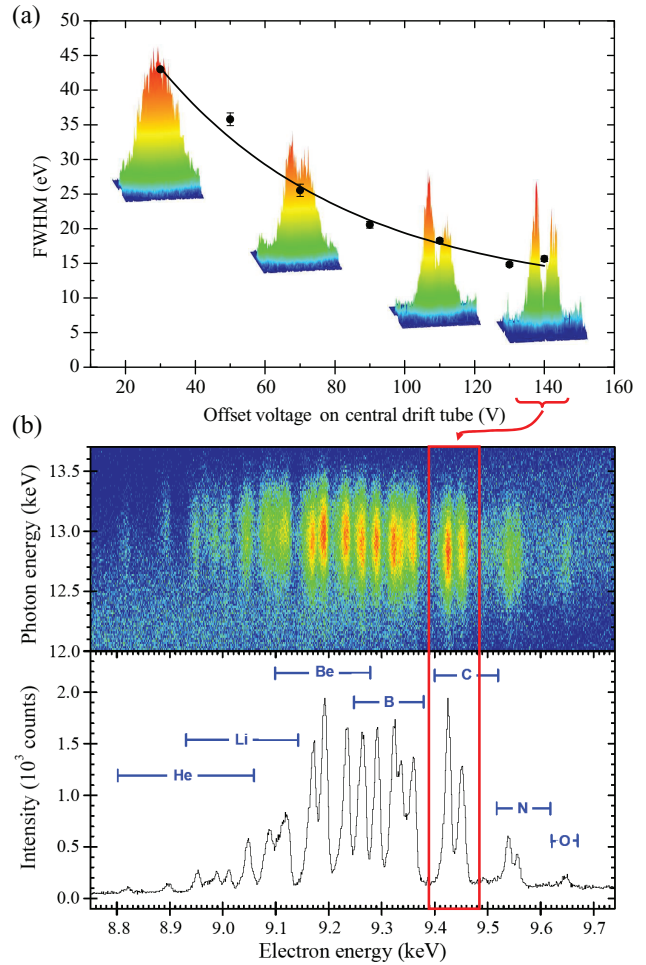 (a)
50
45
40
35
30
25
20
15
10
5
0
FWHM (eV)
20 40 60 80 100 120 140 160
Offset voltage on central drift tube (V)
(b)
13.5
13.0
12.5
12.0
Photon energy (keV)
2.0
1.5
1.0
0.5
0.0
Intensity (10³ counts)
Be
C
B
Li
He
N
O
8.8 8.9 9.0 9.1 9.2 9.3 9.4 9.5 9.6 9.7
Electron energy (keV)